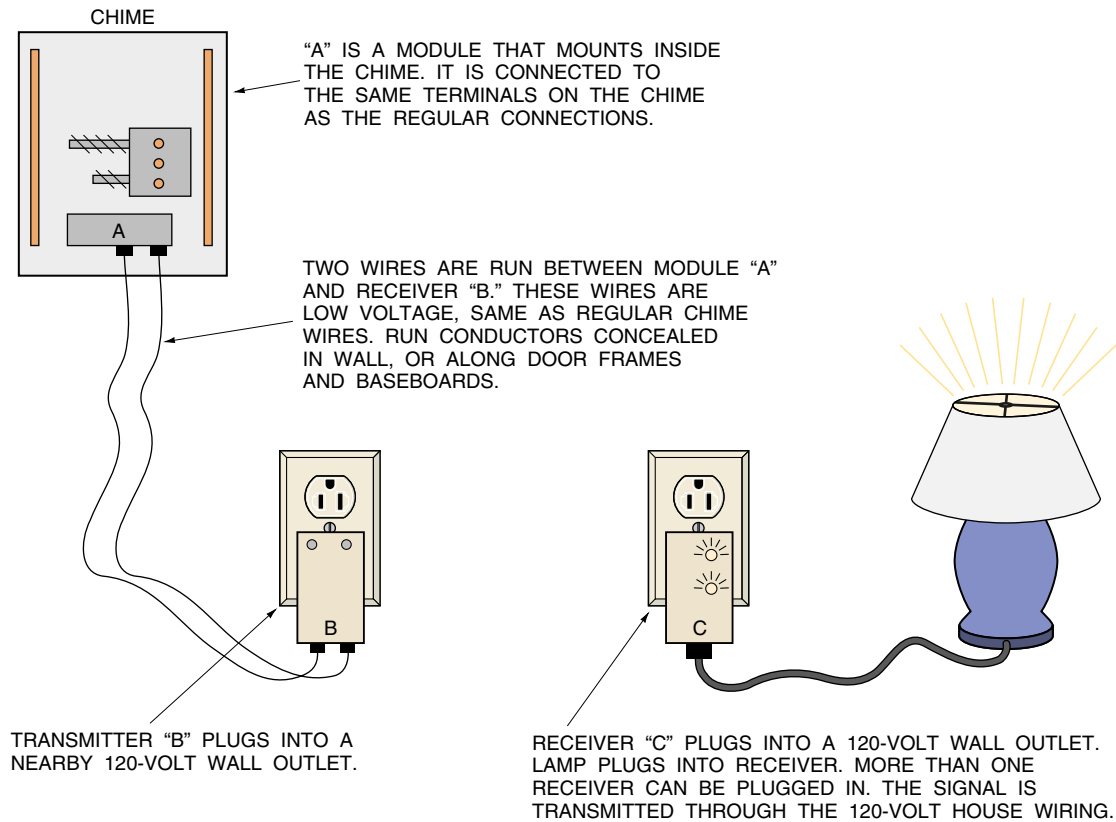 CHIME
“A” IS A MODULE THAT MOUNTS INSIDE
THE CHIME. IT IS CONNECTED TO
THE SAME TERMINALS ON THE CHIME
AS THE REGULAR CONNECTIONS.
A
TWO WIRES ARE RUN BETWEEN MODULE “A”
AND RECEIVER “B.” THESE WIRES ARE
LOW VOLTAGE, SAME AS REGULAR CHIME
WIRES. RUN CONDUCTORS CONCEALED
IN WALL, OR ALONG DOOR FRAMES
AND BASEBOARDS.
B
C
TRANSMITTER “B” PLUGS INTO A
NEARBY 120-VOLT WALL OUTLET.
RECEIVER “C” PLUGS INTO A 120-VOLT WALL OUTLET.
LAMP PLUGS INTO RECEIVER. MORE THAN ONE
RECEIVER CAN BE PLUGGED IN. THE SIGNAL IS
TRANSMITTED THROUGH THE 120-VOLT HOUSE WIRING.